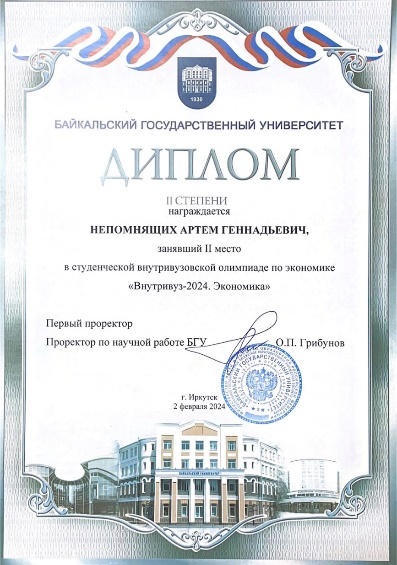 1930
БАЙКАЛЬСКИЙ ГОСУДАРСТВЕННЫЙ УНИВЕРСИТЕТ
ДИПЛОМ
II СТЕПЕНИ
награждается
НЕПОМНЯЩИХ АРТЕМ ГЕННАДЬЕВИЧ,
занявший II место
в студенческой внутривузовской олимпиаде по экономике
«Внутривуз-2024. Экономика»
Первый проректор
Проректор по научной работе БГУ О.П. Грибунов
г. Иркутск
2 февраля 2024